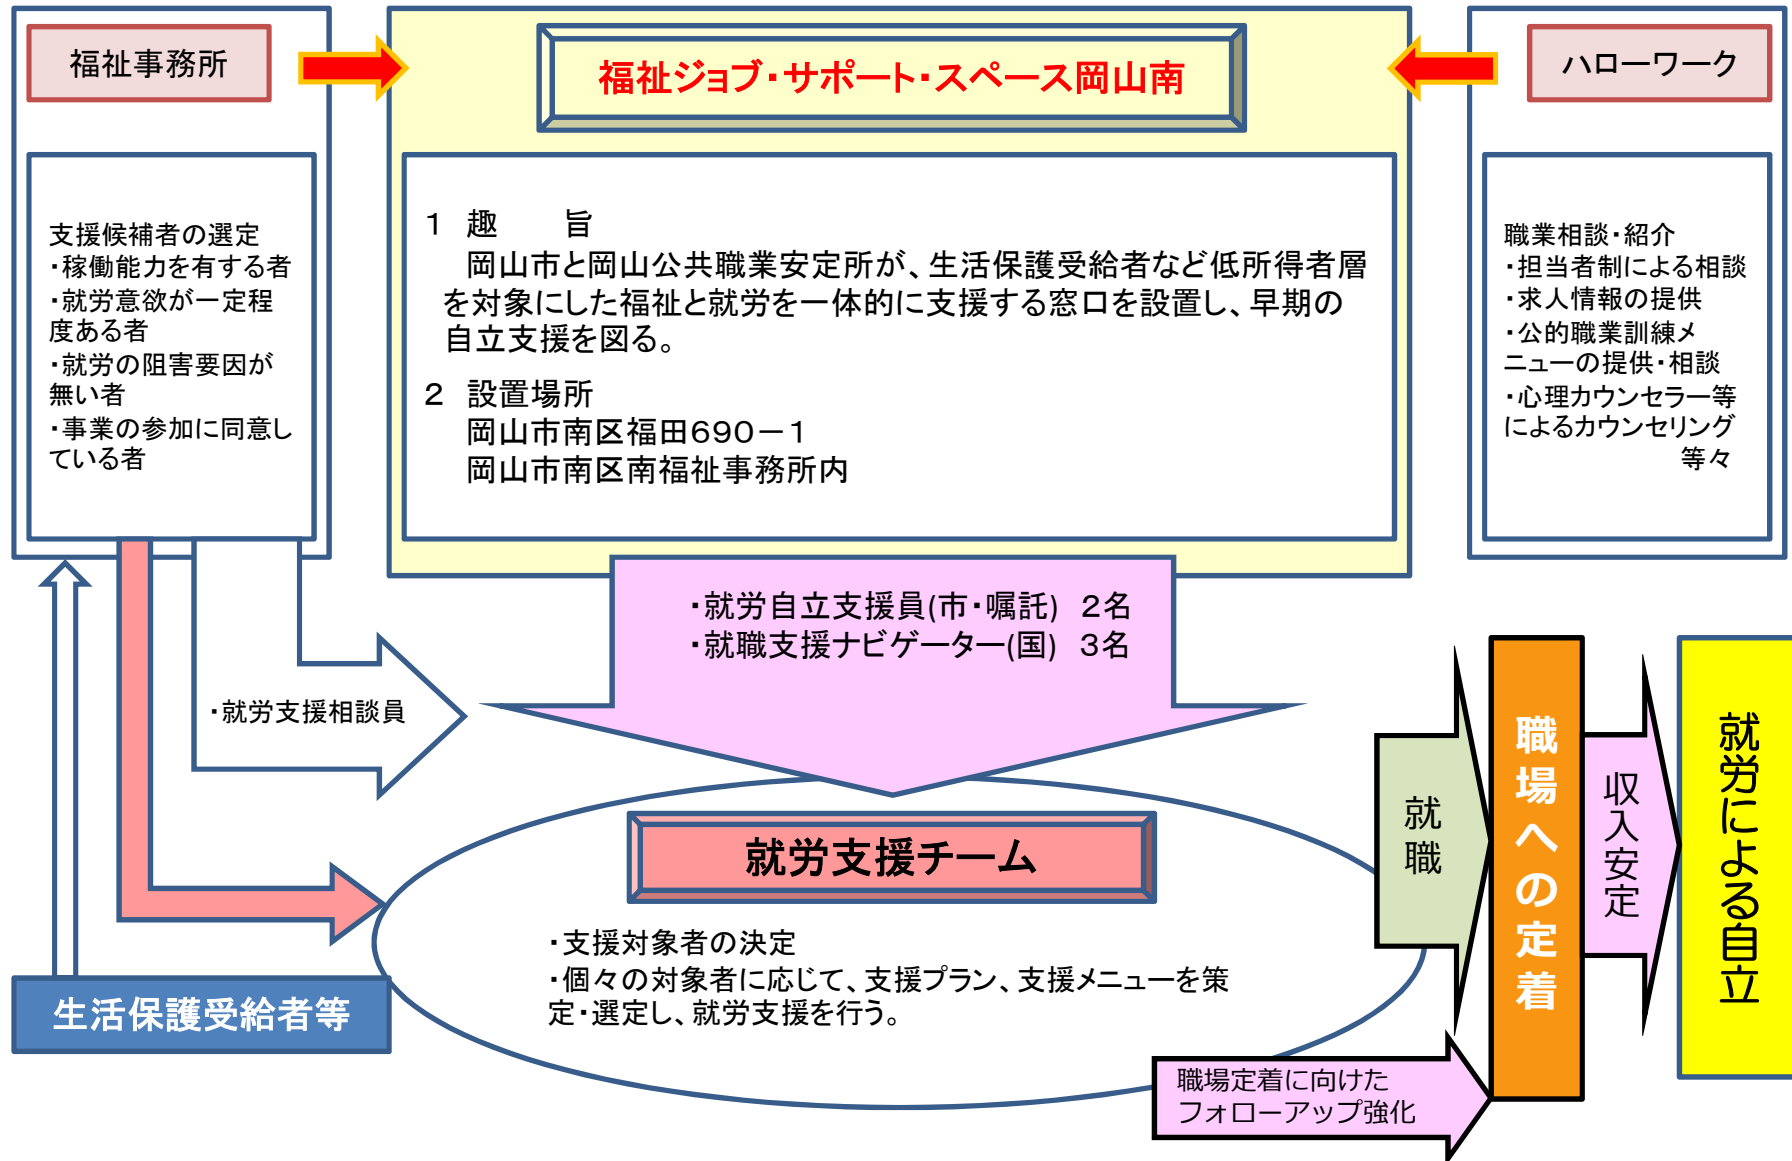 福祉事務所
支援候補者の選定
・稼働能力を有する者
・就労意欲が一定程
度ある者
・就労の阻害要因が
無い者
・事業の参加に同意し
ている者
福祉ジョブ・サポート・スペース岡山南
１　趣　　旨
岡山市と岡山公共職業安定所が、生活保護受給者など低所得者層
を対象にした福祉と就労を一体的に支援する窓口を設置し、早期の
自立支援を図る。
２　設置場所
岡山市南区福田６９０－１
岡山市南区南福祉事務所内
ハローワーク
職業相談・紹介
・担当者制による相談
・求人情報の提供
・公的職業訓練メ
ニューの提供・相談
・心理カウンセラー等
によるカウンセリング
等々
・就労自立支援員(市・嘱託)　２名
・就職支援ナビゲーター(国)　３名
・就労支援相談員
就労支援チーム
・支援対象者の決定
・個々の対象者に応じて、支援プラン、支援メニューを策
定・選定し、就労支援を行う。
生活保護受給者等
就職
職場定着に向けた
フォローアップ強化
職場への定着
収入安定
就労による自立